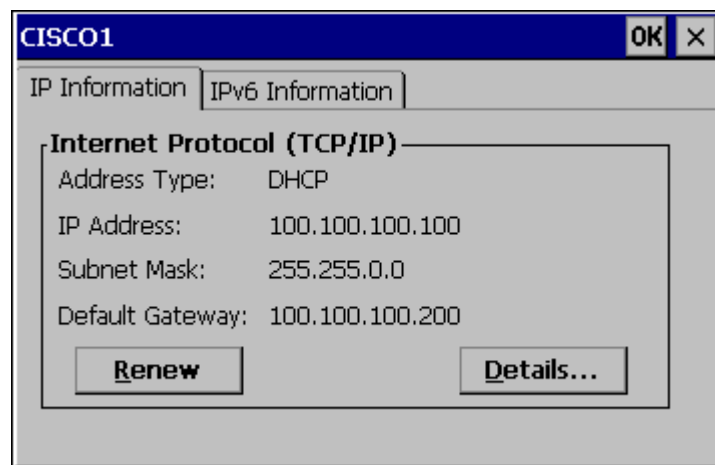 CISCO1 OK ×
IP Information IPv6 Information
Internet Protocol (TCP/IP)
Address Type: DHCP
IP Address: 100.100.100.100
Subnet Mask: 255.255.0.0
Default Gateway: 100.100.100.200
Renew Details...